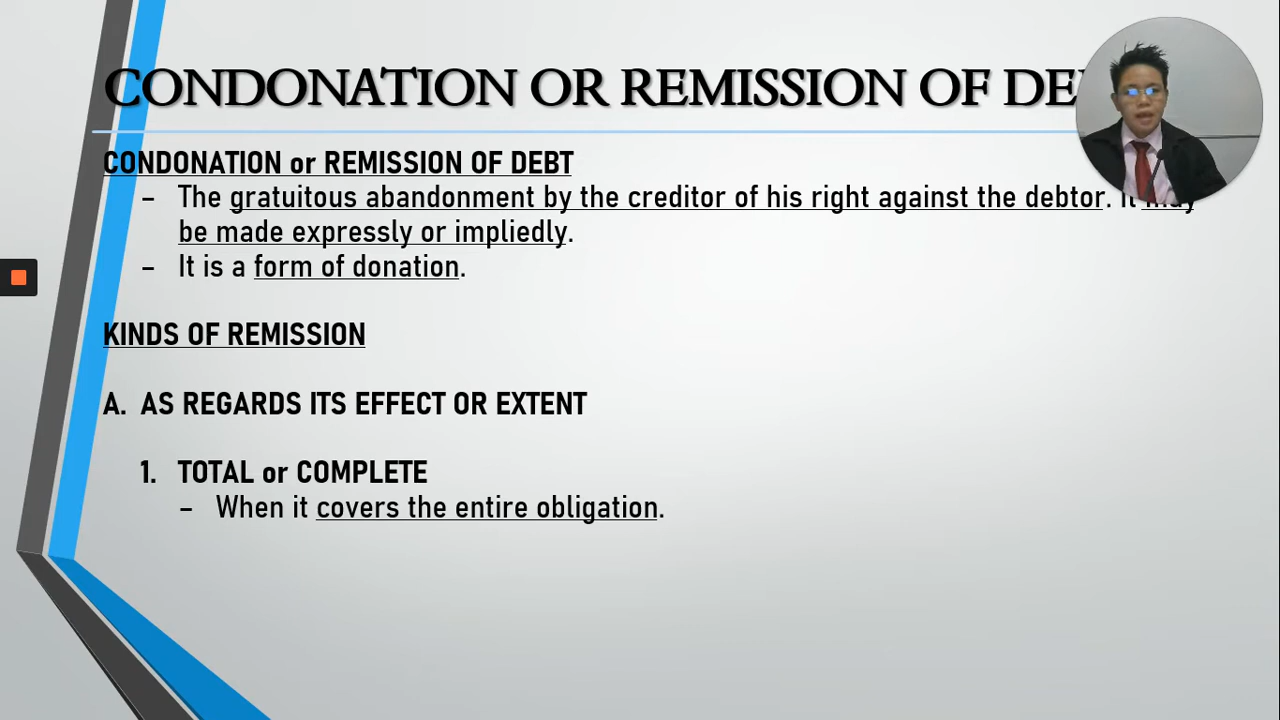 CONDONATION OR REMISSION OF
CONDONATION or REMISSION OF DEBT
– The gratuitous abandonment by the creditor of his right against the debtor. It may
be made expressly or impliedly.
– It is a form of donation.
KINDS OF REMISSION
A. AS REGARDS ITS EFFECT OR EXTENT
1. TOTAL or COMPLETE
– When it covers the entire obligation.